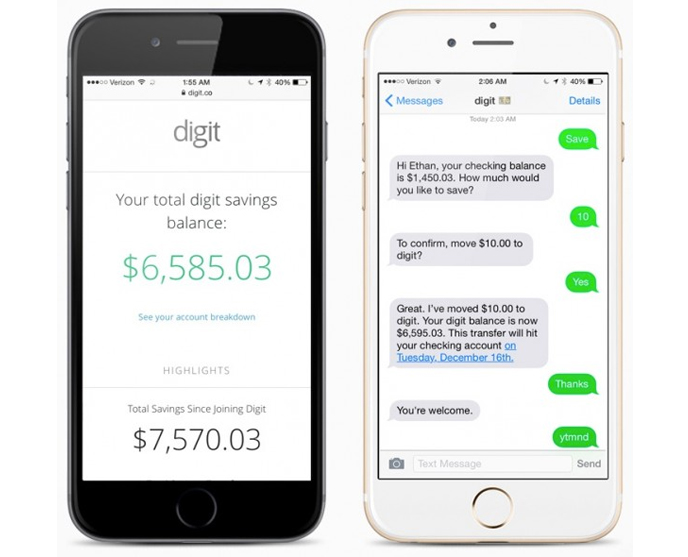 Verizon
1:55 AM
40%
digit.co
digit
Your total digit savings
balance:
$6,585.03
See your account breakdown
HIGHLIGHTS
Total Savings Since Joining Digit
$7,570.03
Verizon
2:06 AM
40%
Messages
digit
Details
Today 2:03 AM
Save
Hi Ethan, your checking balance
is $1,450.03. How much would
you like to save?
10
To confirm, move $10.00 to
digit?
Yes
Great. I've moved $10.00 to
digit. Your digit balance is now
$6,595.03. This transfer will hit
your checking account on
Tuesday, December 16th.
Thanks
You're welcome.
ytmnd
Text Message
Send